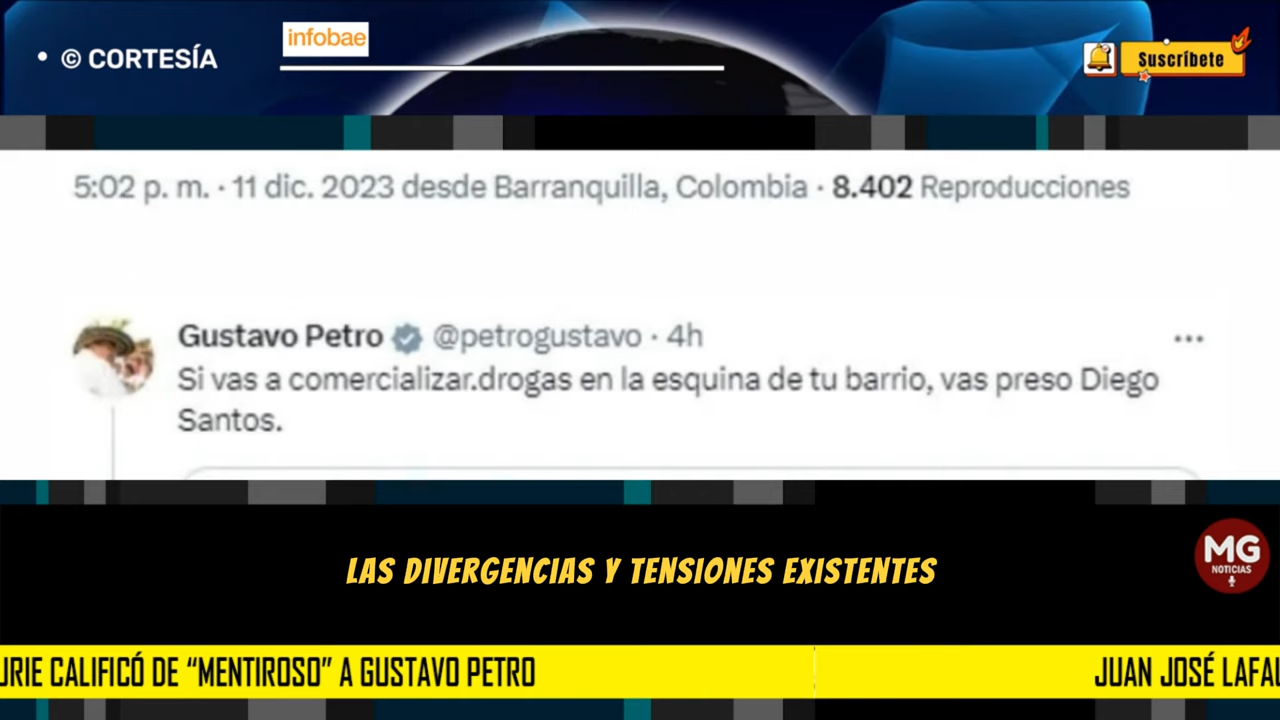 • © CORTESÍA
infobae
Suscríbete
5:02 p. m. · 11 dic. 2023 desde Barranquilla, Colombia · 8.402 Reproducciones
Gustavo Petro @petrogustavo · 4h
Si vas a comercializar.drogas en la esquina de tu barrio, vas preso Diego
Santos.
LAS DIVERGENCIAS Y TENSIONES EXISTENTES
MG
NOTICIAS
URIE CALIFICÓ DE “MENTIROSO” A GUSTAVO PETRO
JUAN JOSÉ LAFAU